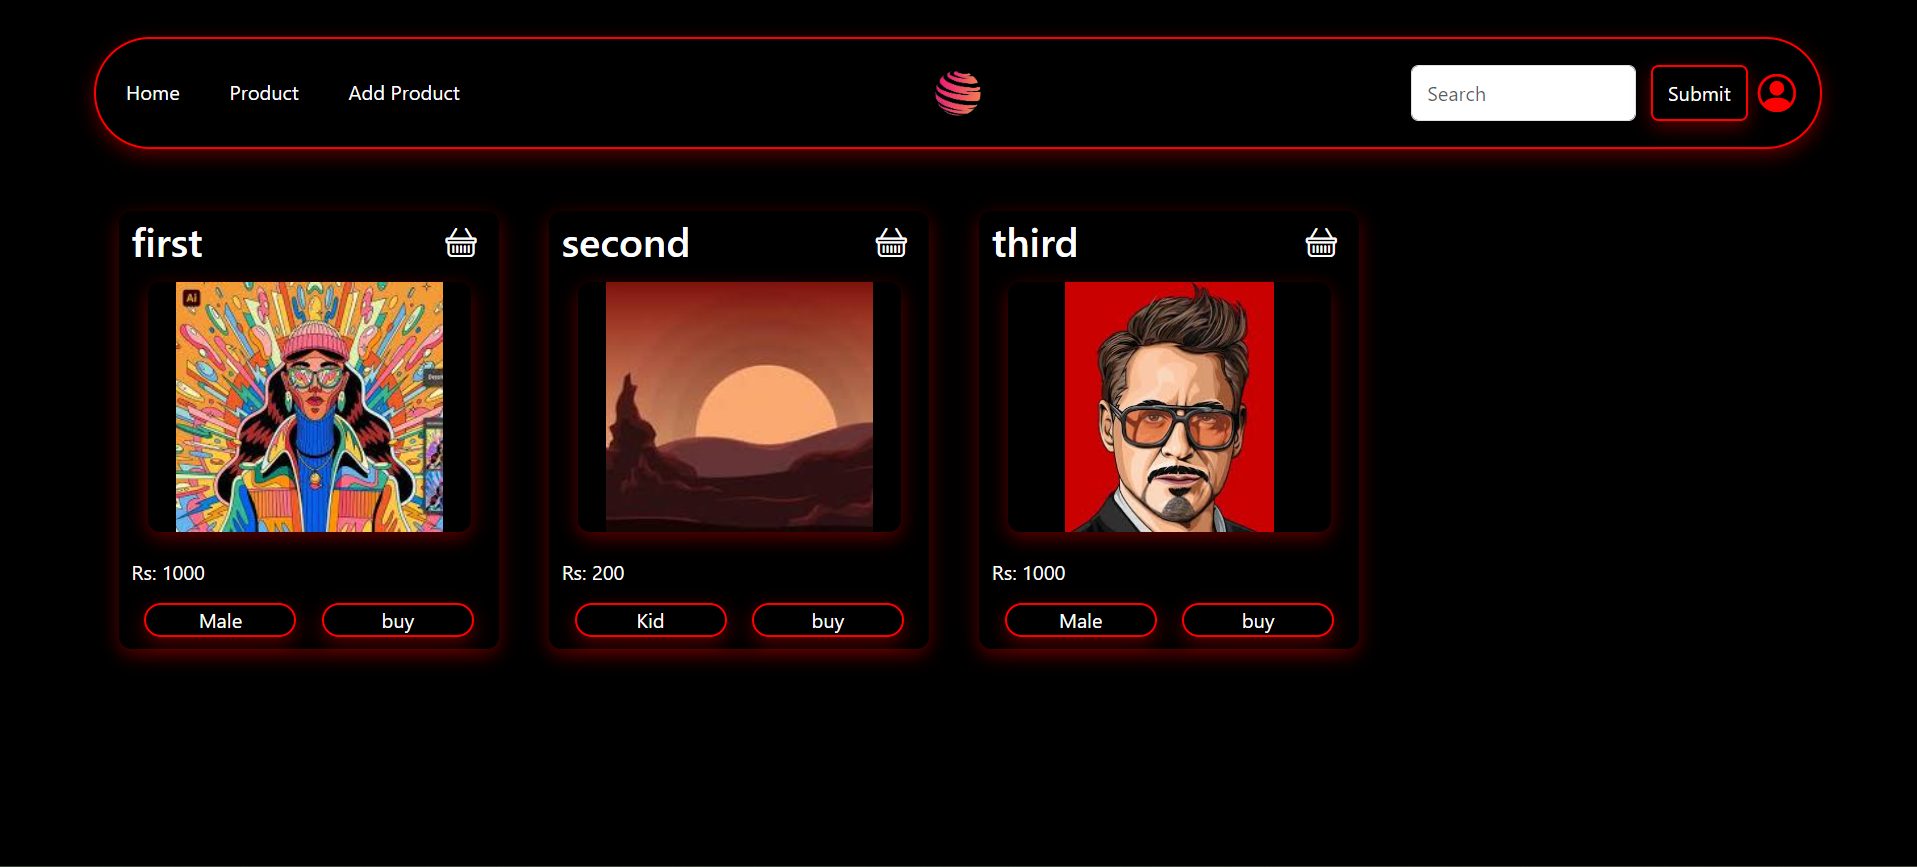 Home Product Add Product Search Submit
first second third
Ai
Rs: 1000 Rs: 200 Rs: 1000
Male buy Kid buy Male buy